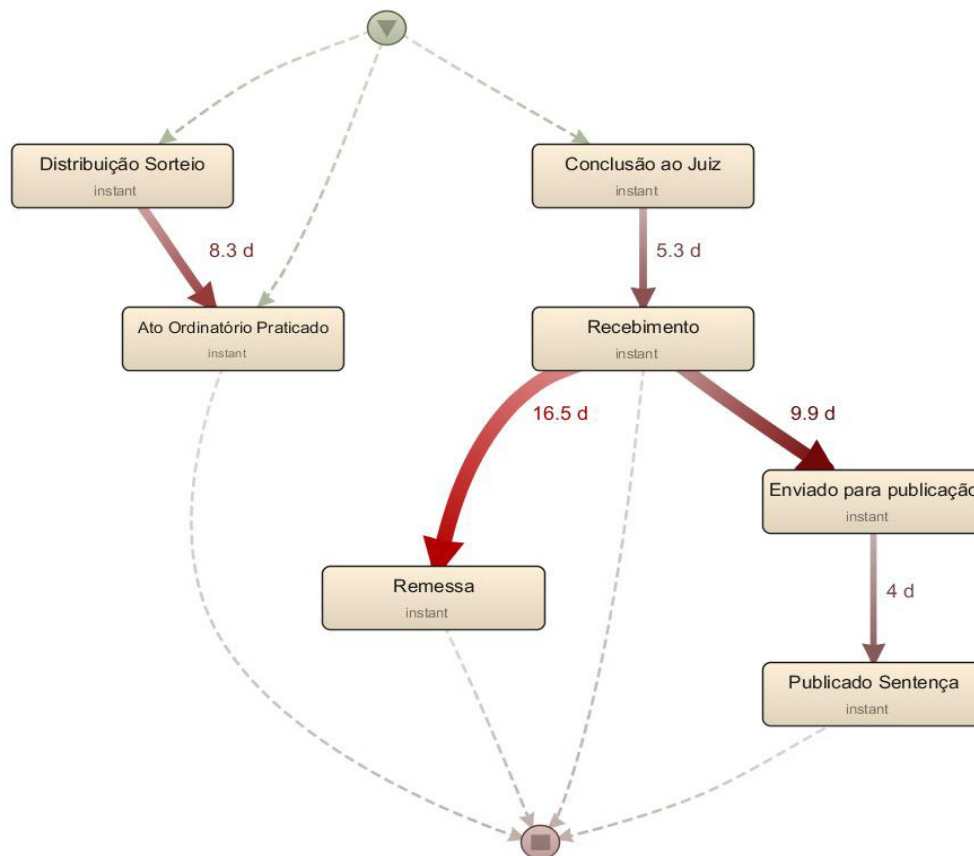 Distribuição Sorteio
instant
Conclusão ao Juiz
instant
8.3 d
5.3 d
Ato Ordinatório Praticado
instant
Recebimento
instant
16.5 d
9.9 d
Enviado para publicação
instant
Remessa
instant
4 d
Publicado Sentença
instant